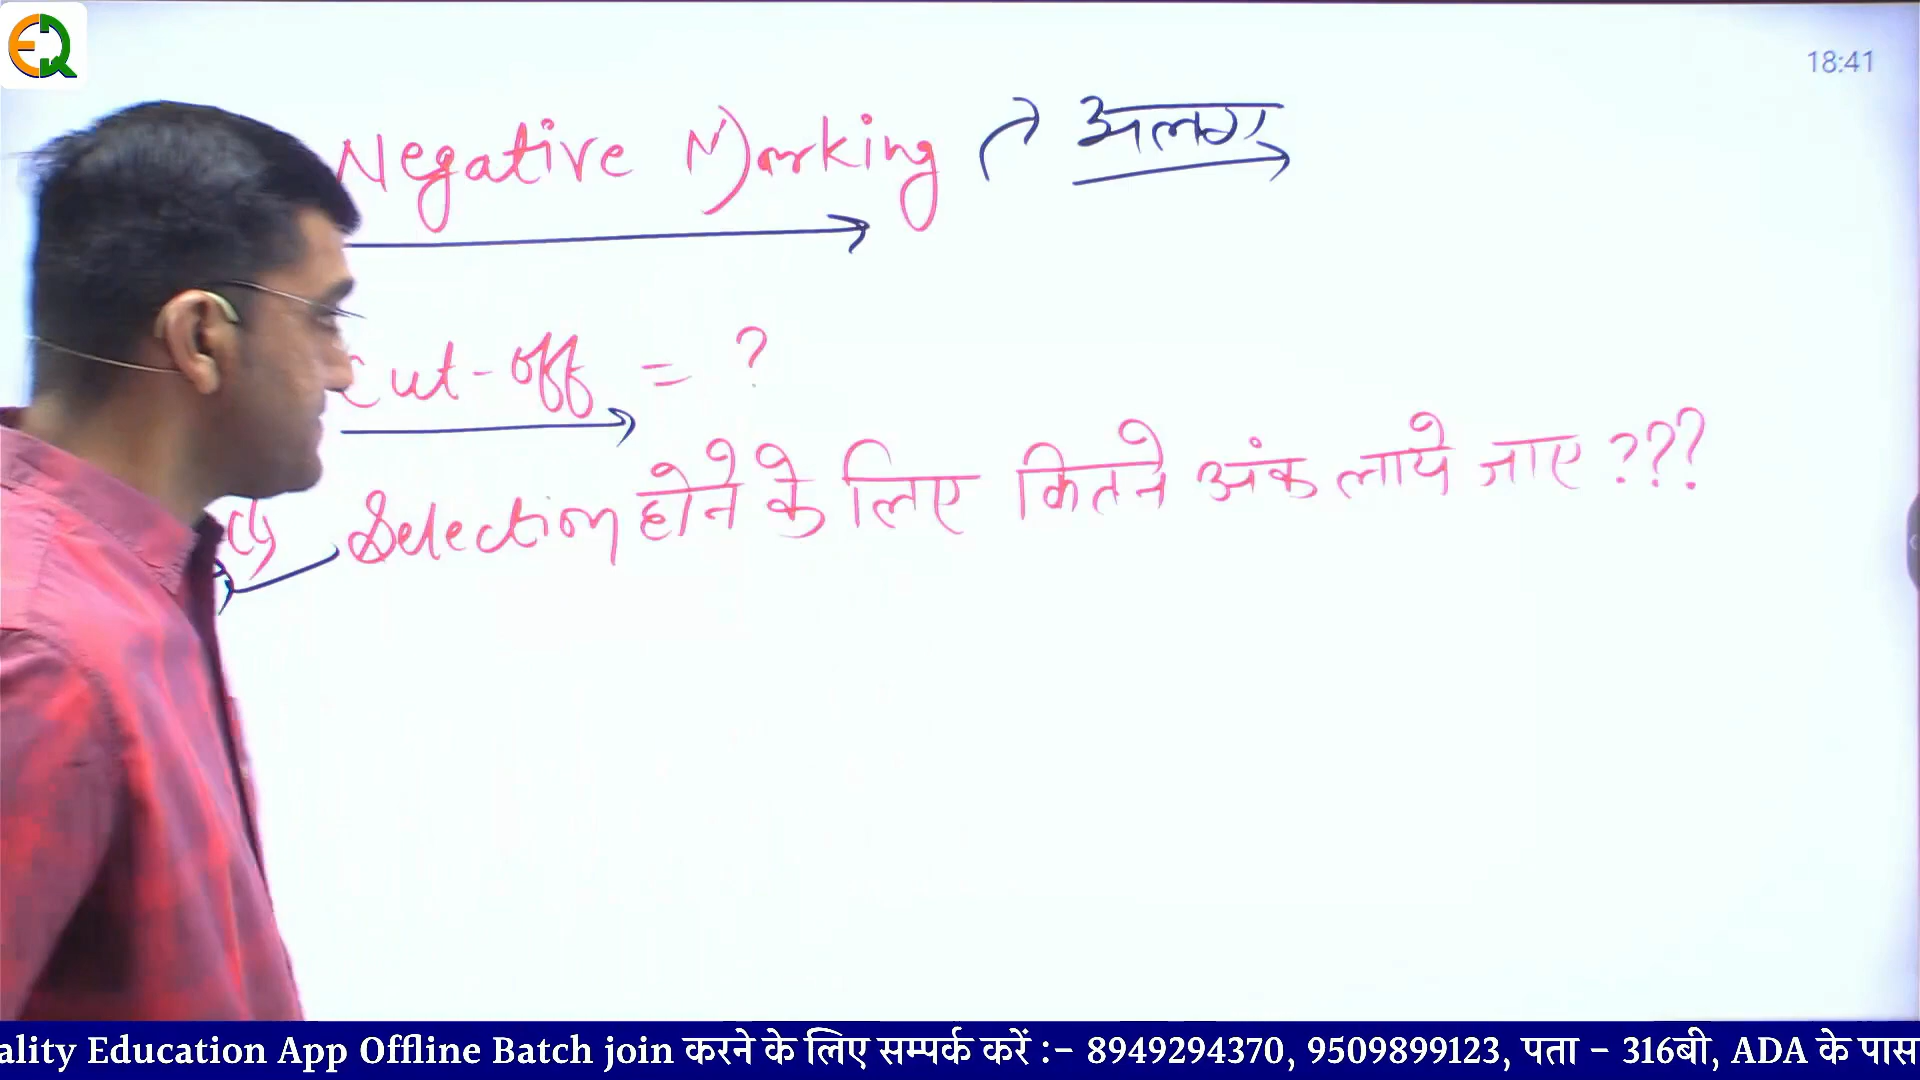 EQ
18:41
Negative Marking → अलग
Cut-off = ?
Selection होने के लिए कितने अंक लाये जाए ???
ality Education App Offline Batch join करने के लिए सम्पर्क करें :- 8949294370, 9509899123, पता - 316बी, ADA के पास